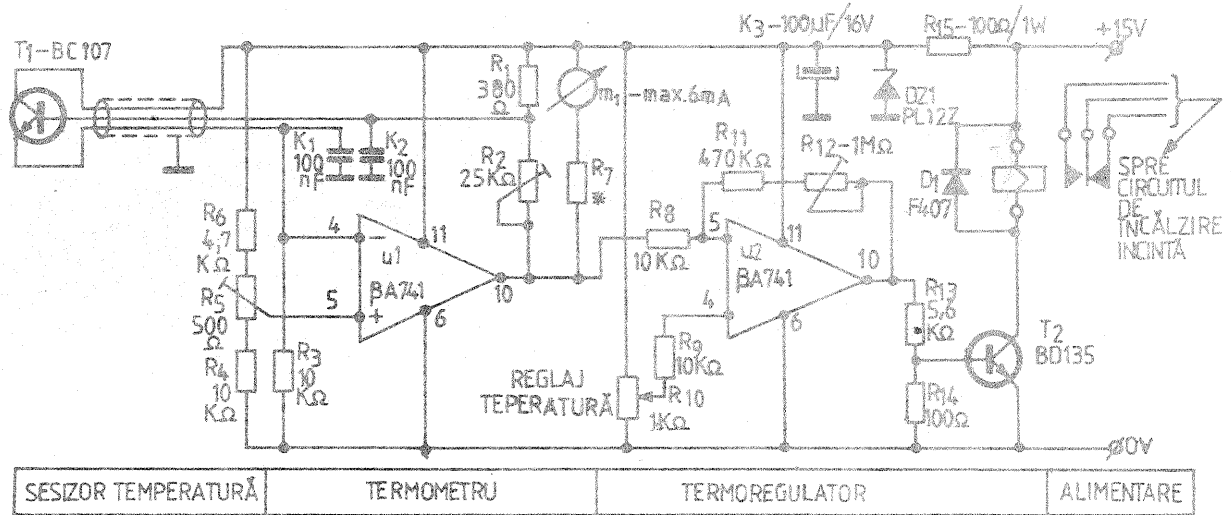 T1-BC107
K3-100µF/16V
R15-100Ω/1W
+15V
R1
380
Ω
m1-max.6mA
DZ1
PL12Z
K1
100
nF
K2
100
nF
R2
25KΩ
R7
*
R11
470KΩ
R12-1MΩ
D1
F407
SPRE
CIRCUITUL
DE
ÎNCĂLZIRE
INCINTĂ
R6
4,7
KΩ
R5
500
Ω
R4
10
KΩ
R3
10
KΩ
4
−
11
u1
βA741
5
+
6
10
R8
10KΩ
5
11
u2
βA741
4
6
10
R9
10KΩ
R10
1KΩ
REGLAJ
TEPERATURĂ
R13
5,6
KΩ
T2
BD135
R14
100Ω
0V
SESIZOR TEMPERATURĂ
TERMOMETRU
TERMOREGULATOR
ALIMENTARE